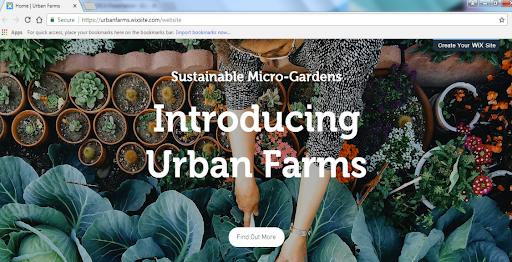 Home | Urban Farms
Secure https://urbanfarms.wixsite.com/website
Apps For quick access, place your bookmarks here on the bookmarks bar. Import bookmarks now...
Create Your WiX Site
Sustainable Micro-Gardens
Introducing
Urban Farms
Find Out More